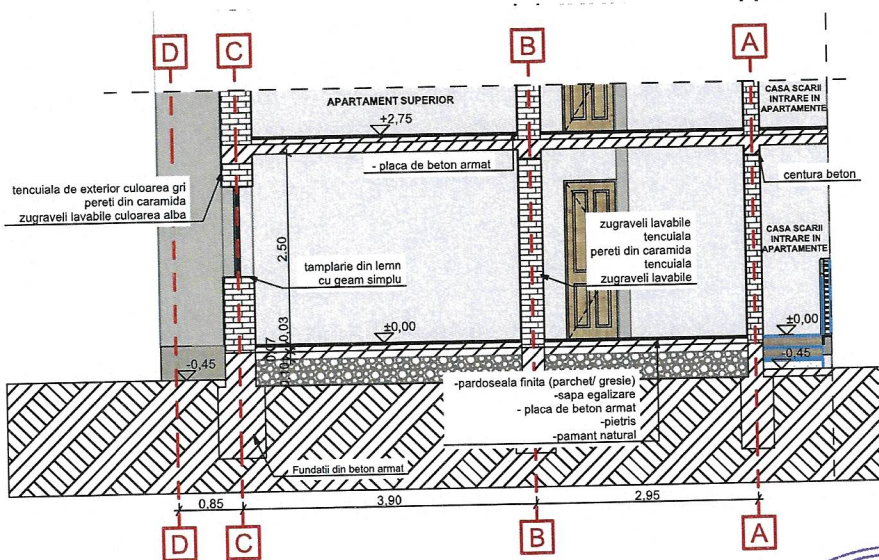 D
C
B
A
APARTAMENT SUPERIOR
+2,75
CASA SCARII
INTRARE IN
APARTAMENTE
- placa de beton armat
centura beton
tencuiala de exterior culoarea gri
pereti din caramida
zugraveli lavabile culoarea alba
2.50
tamplarie din lemn
cu geam simplu
zugraveli lavabile
tencuiala
pereti din caramida
tencuiala
zugraveli lavabile
CASA SCARII
INTRARE IN
APARTAMENTE
±0,00
±0,00
0.03
-0,45
-0,45
-pardoseala finita (parchet/ gresie)
-sapa egalizare
- placa de beton armat
-pietris
-pamant natural
Fundatii din beton armat
0.85
3,90
2,95
D
C
B
A